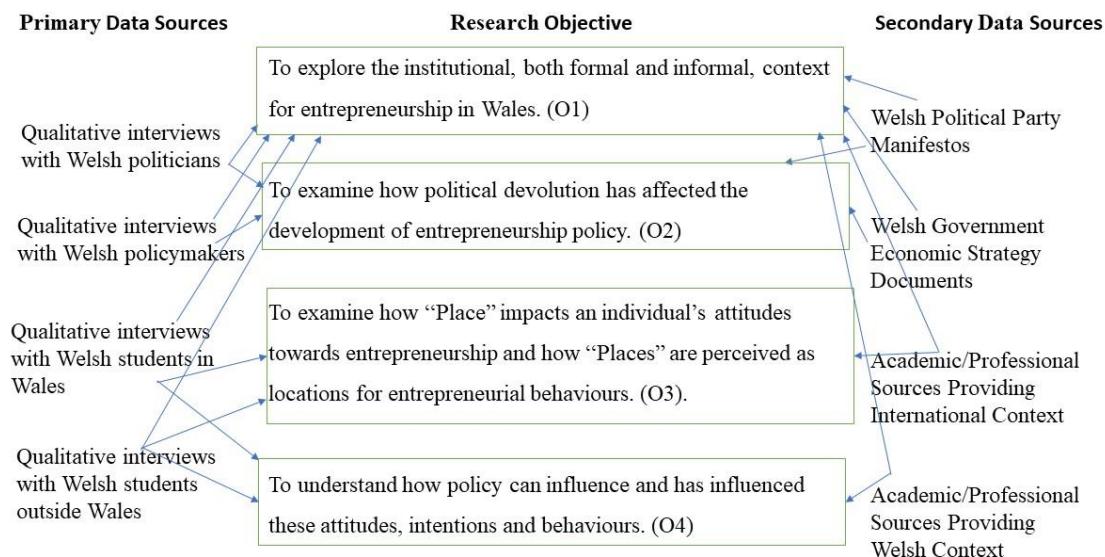 Primary Data Sources
Research Objective
Secondary Data Sources
To explore the institutional, both formal and informal, context
for entrepreneurship in Wales. (O1)
To examine how political devolution has affected the
development of entrepreneurship policy. (O2)
To examine how “Place” impacts an individual’s attitudes
towards entrepreneurship and how “Places” are perceived as
locations for entrepreneurial behaviours. (O3).
To understand how policy can influence and has influenced
these attitudes, intentions and behaviours. (O4)
Qualitative interviews
with Welsh politicians
Qualitative interviews
with Welsh policymakers
Qualitative interviews
with Welsh students in
Wales
Qualitative interviews
with Welsh students
outside Wales
Welsh Political Party
Manifestos
Welsh Government
Economic Strategy
Documents
Academic/Professional
Sources Providing
International Context
Academic/Professional
Sources Providing
Welsh Context